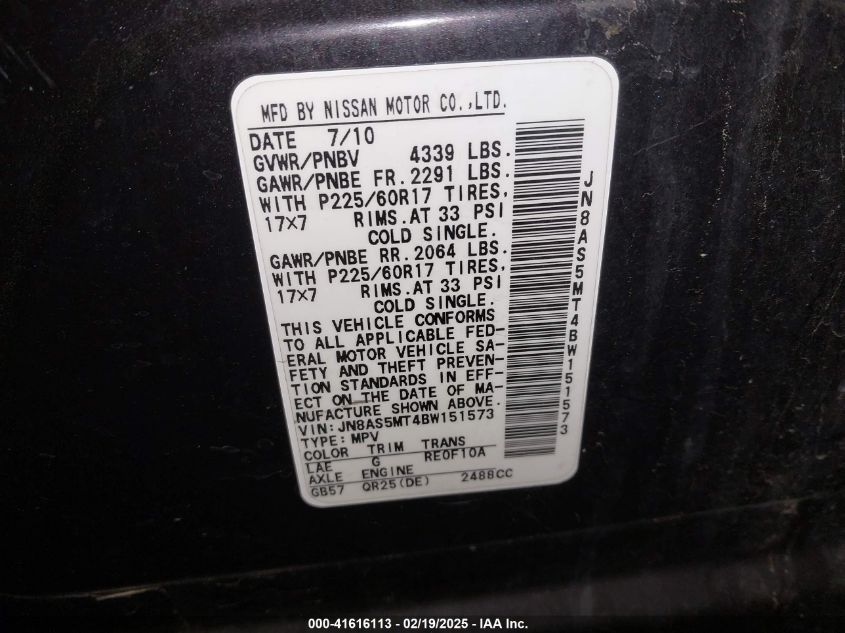 MFD BY NISSAN MOTOR CO.,LTD.
DATE 7/10
GVWR/PNBV 4339 LBS.
GAWR/PNBE FR.2291 LBS.
WITH P225/60R17 TIRES,
17x7 RIMS.AT 33 PSI
COLD SINGLE.
GAWR/PNBE RR.2064 LBS.
WITH P225/60R17 TIRES,
17x7 RIMS.AT 33 PSI
COLD SINGLE.
THIS VEHICLE CONFORMS
TO ALL APPLICABLE FED-
ERAL MOTOR VEHICLE SA-
FETY AND THEFT PREVEN-
TION STANDARDS IN EFF-
ECT ON THE DATE OF MA-
NUFACTURE SHOWN ABOVE.
VIN: JN8AS5MT4BW151573
TYPE: MPV
COLOR TRIM TRANS
LAE G RE0F10A
AXLE ENGINE
GB57 QR25(DE) 2488CC
JN8AS5MT4BW151573
000-41616113 - 02/19/2025 - IAA Inc.